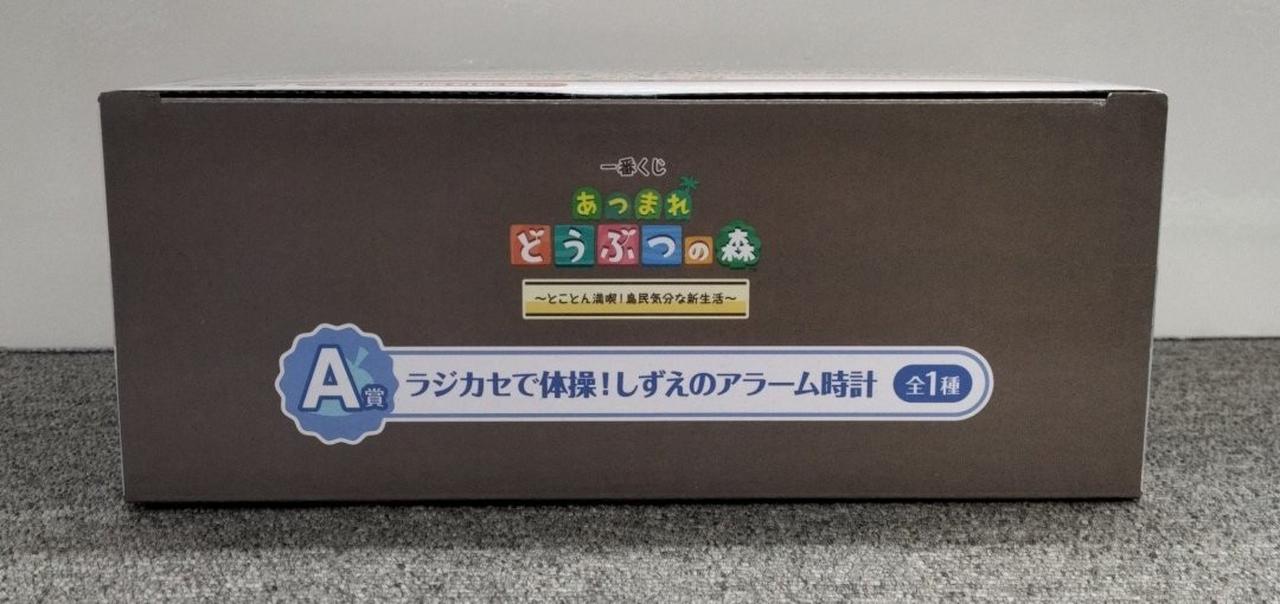 一番くじ
あつまれ
どうぶつの森
～とことん満喫!島民気分な新生活～
A賞 ラジカセで体操!しずえのアラーム時計 全1種